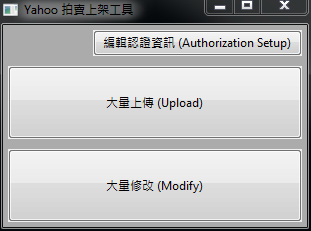 Yahoo 拍賣上架工具
編輯認證資訊 (Authorization Setup)
大量上傳 (Upload)
大量修改 (Modify)